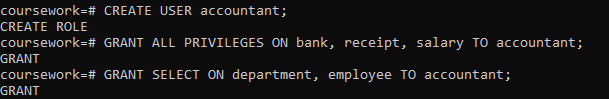 coursework=# CREATE USER accountant;
CREATE ROLE
coursework=# GRANT ALL PRIVILEGES ON bank, receipt, salary TO accountant;
GRANT
coursework=# GRANT SELECT ON department, employee TO accountant;
GRANT